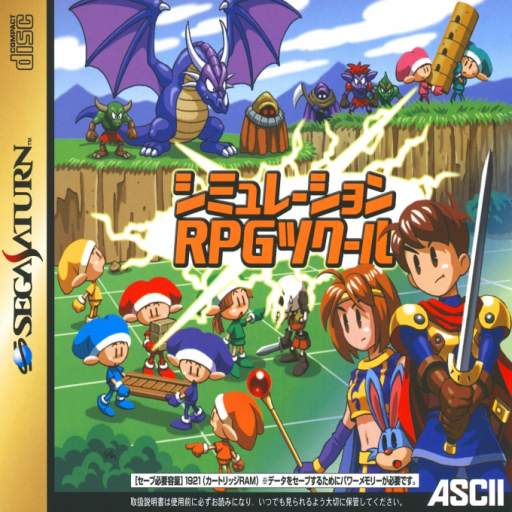 COMPACT
disc
SEGA SATURN™
シミュレーション
RPGツクール
【セーブ必要容量】1921(カートリッジRAM) ※データをセーブするためにパワーメモリーが必要です。
取扱説明書は使用前に必ずお読みになり、いつでも見られるよう大切に保管してください。
ASCII